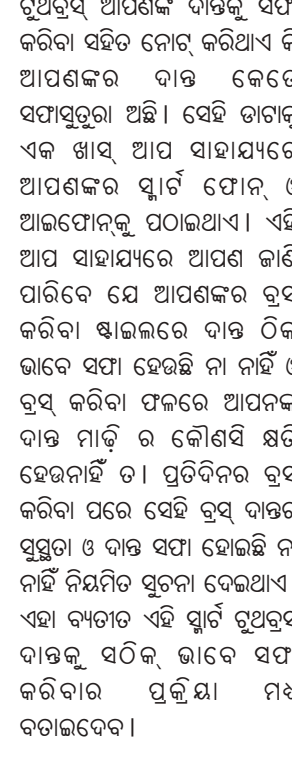 ଟୁଥବ୍ରସ୍ ଆପଣଙ୍କ ଦାନ୍ତକୁ ସଫ
କରିବା ସହିତ ନୋଟ୍ କରିଥାଏ କି
ଆପଣଙ୍କର ଦାନ୍ତ କେତେ
ସଫାସୁତୁରା ଅଛି। ସେହି ଡାଟାକୁ
ଏକ ଖାସ୍ ଆପ ସାହାଯ୍ୟରେ
ଆପଣଙ୍କର ସ୍ମାର୍ଟ ଫୋନ୍ ଓ
ଆଇଫୋନ୍‌କୁ ପଠାଇଥାଏ। ଏହି
ଆପ ସାହାଯ୍ୟରେ ଆପଣ ଜାଣି
ପାରିବେ ଯେ ଆପଣଙ୍କର ବ୍ରସ
କରିବା ଷ୍ଟାଇଲରେ ଦାନ୍ତ ଠିକ
ଭାବେ ସଫା ହେଉଛି ନା ନାହିଁ ଓ
ବ୍ରସ୍ କରିବା ଫଳରେ ଆପନଙ୍କ
ଦାନ୍ତ ମାଢ଼ି ର କୌଣସି କ୍ଷତି
ହେଉନାହିଁ ତ। ପ୍ରତିଦିନର ବ୍ରସ
କରିବା ପରେ ସେହି ବ୍ରସ୍ ଦାନ୍ତର
ସୁସ୍ଥତା ଓ ଦାନ୍ତ ସଫା ହୋଇଛି ନ
ନାହିଁ ନିୟମିତ ସୁଚନା ଦେଇଥାଏ
ଏହା ବ୍ୟତୀତ ଏହି ସ୍ମାର୍ଟ ଟୁଥବ୍ରସ
ଦାନ୍ତକୁ ସଠିକ୍ ଭାବେ ସଫ
କରିବାର ପ୍ରକ୍ରିୟା ମଧ
ବତାଇଦେବ।